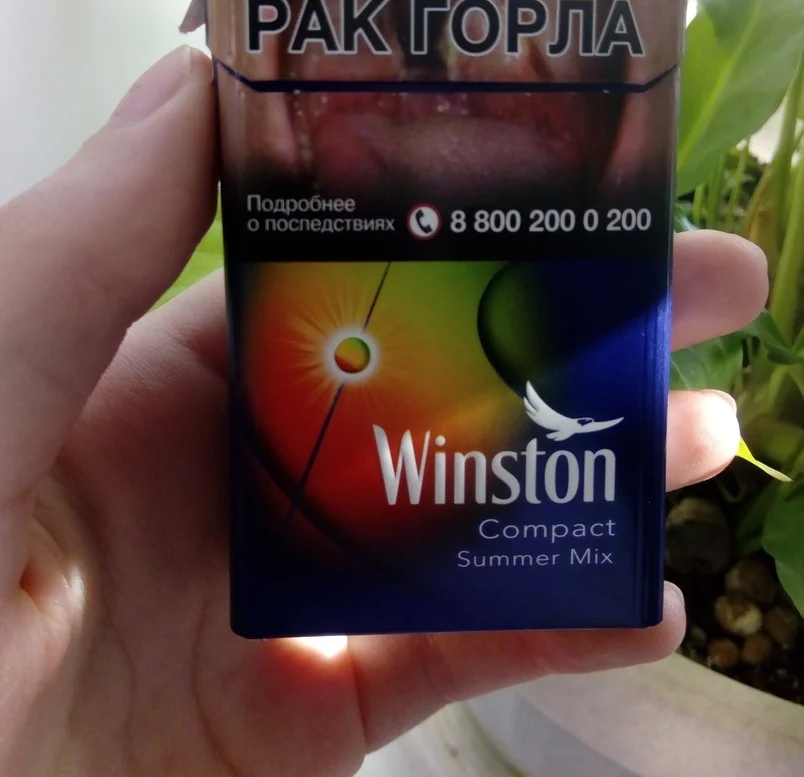 РАК ГОРЛА
Подробнее
о последствиях
8 800 200 0 200
Winston
Compact
Summer Mix